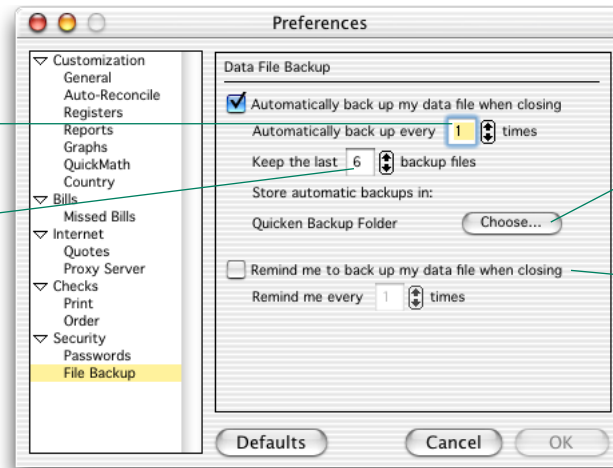 Preferences
Customization
General
Auto-Reconcile
Registers
Reports
Graphs
QuickMath
Country
Bills
Missed Bills
Internet
Quotes
Proxy Server
Checks
Print
Order
Security
Passwords
File Backup
Data File Backup
Automatically back up my data file when closing
Automatically back up every 1 times
Keep the last 6 backup files
Store automatic backups in:
Quicken Backup Folder Choose...
Remind me to back up my data file when closing
Remind me every 1 times
Defaults Cancel OK